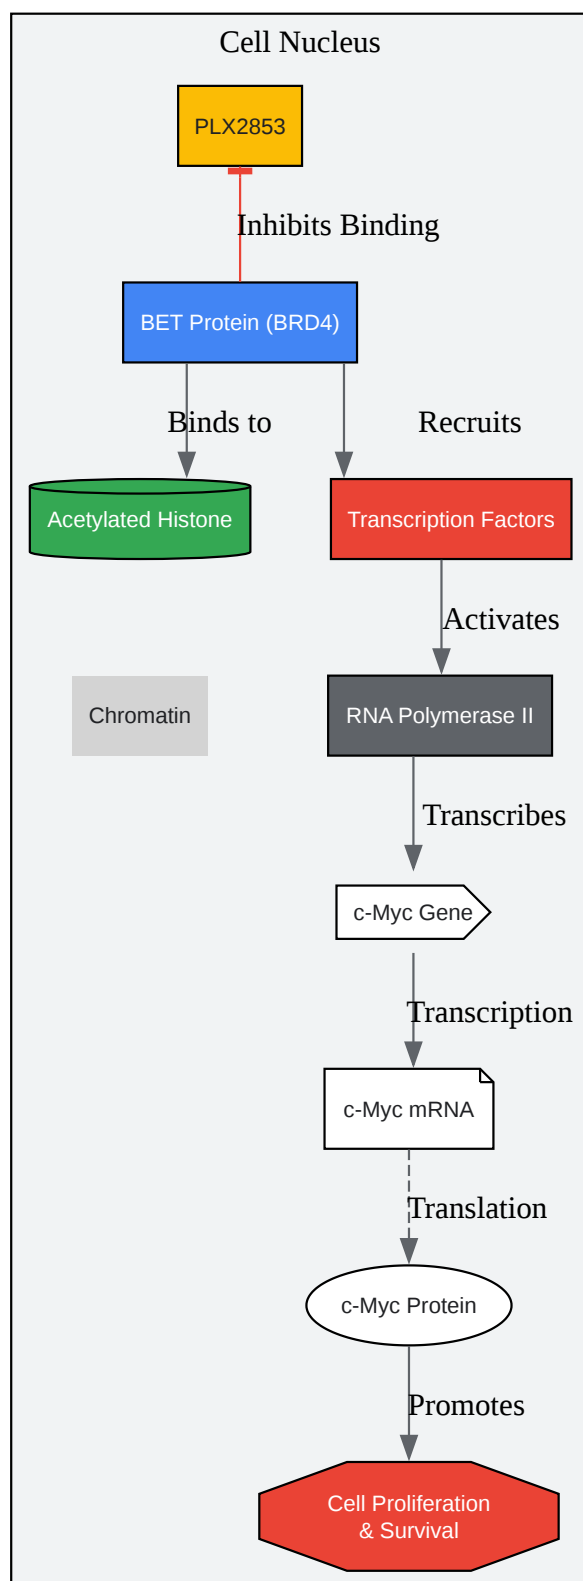 Cell Nucleus
PLX2853
Inhibits Binding
BET Protein (BRD4)
Binds to
Recruits
Acetylated Histone
Transcription Factors
Activates
Chromatin
RNA Polymerase II
Transcribes
c-Myc Gene
Transcription
c-Myc mRNA
Translation
c-Myc Protein
Promotes
Cell Proliferation
& Survival